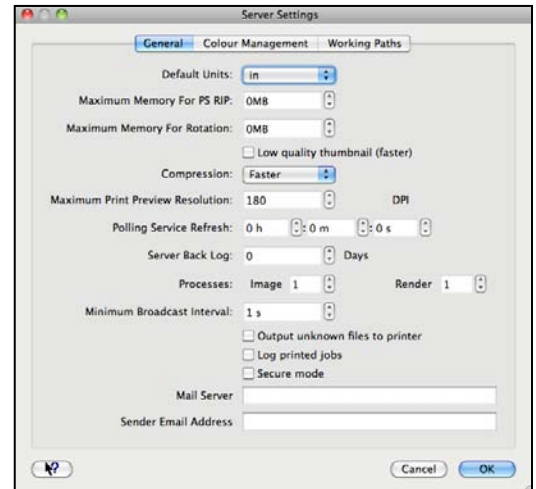 Server Settings
General Colour Management Working Paths
Default Units: in
Maximum Memory For PS RIP: 0MB
Maximum Memory For Rotation: 0MB
Low quality thumbnail (faster)
Compression: Faster
Maximum Print Preview Resolution: 180 DPI
Polling Service Refresh: 0 h : 0 m : 0 s
Server Back Log: 0 Days
Processes: Image 1 Render 1
Minimum Broadcast Interval: 1 s
Output unknown files to printer
Log printed jobs
Secure mode
Mail Server
Sender Email Address
? Cancel OK